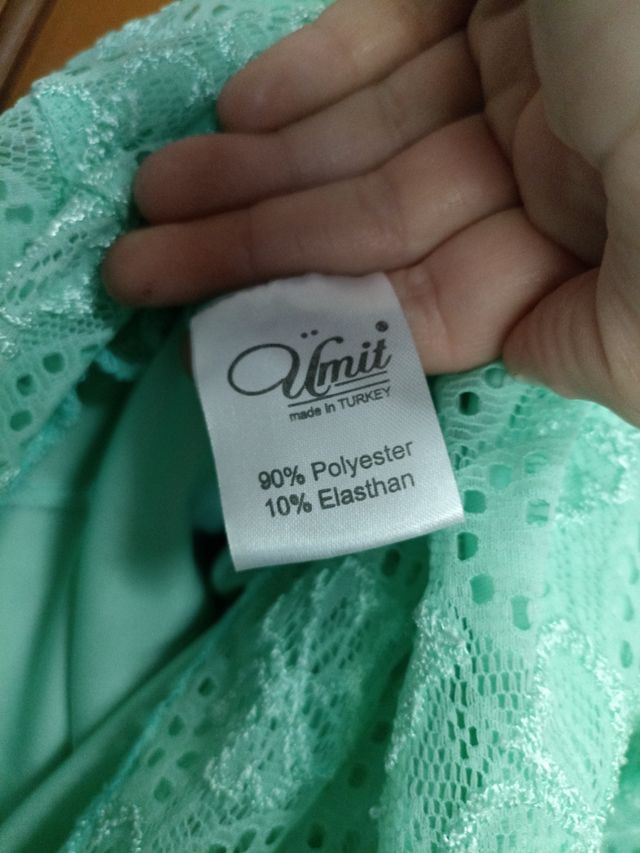 Ümit
made in TURKEY
90% Polyester
10% Elasthan